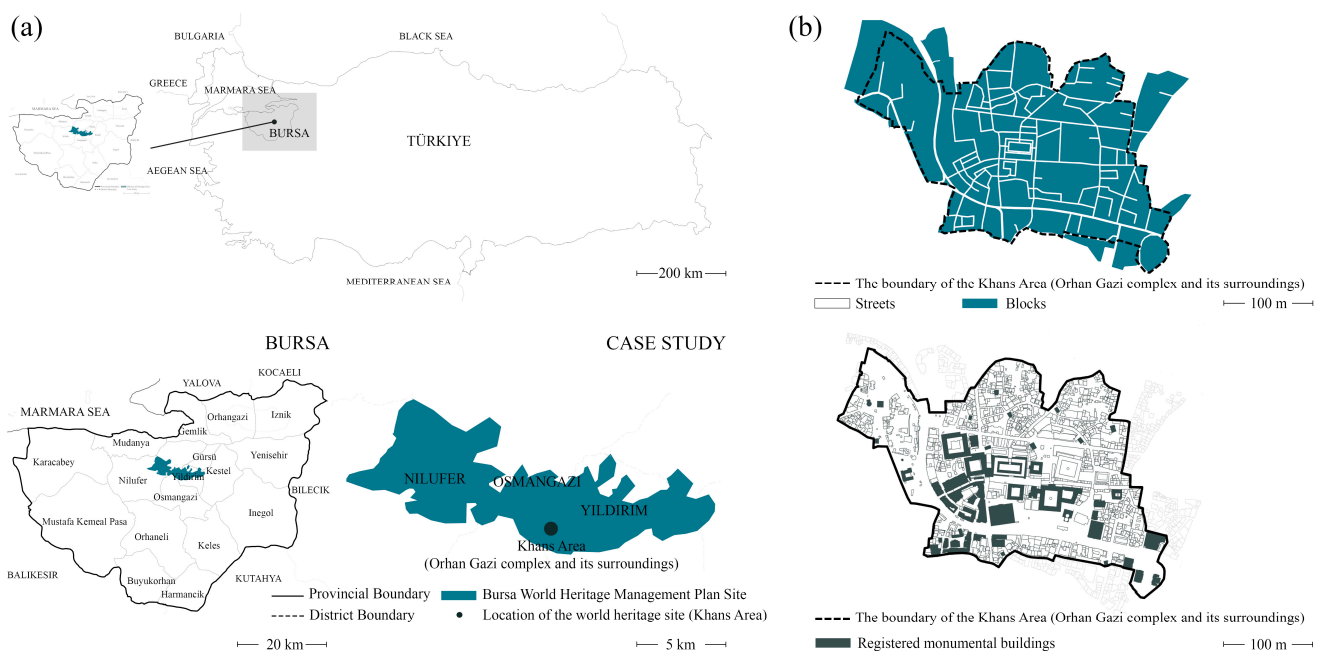 (a)
BULGARIA
BLACK SEA
GREECE
MARMARA SEA
MARMARA SEA
BURSA
TÜRKİYE
AEGEAN SEA
200 km
MEDITERRANEAN SEA
BURSA
KOCAELI
YALOVA
MARMARA SEA
Orhangazi
Iznik
Gemlik
Mudanya
Gürsü
Yenisehir
Karacabey
Kestel
Nilufer
Yildirim
BILECIK
Osmangazi
Inegol
Mustafa Kemeal Pasa
Orhaneli
Keles
BALIKESIR
KUTAHYA
Buyukorhan
Harmancik
CASE STUDY
NILUFER
OSMANGAZI
YILDIRIM
Khans Area
(Orhan Gazi complex and its surroundings)
Provincial Boundary
Bursa World Heritage Management Plan Site
District Boundary
Location of the world heritage site (Khans Area)
20 km
5 km
(b)
The boundary of the Khans Area (Orhan Gazi complex and its surroundings)
Streets
Blocks
100 m
The boundary of the Khans Area (Orhan Gazi complex and its surroundings)
Registered monumental buildings
100 m